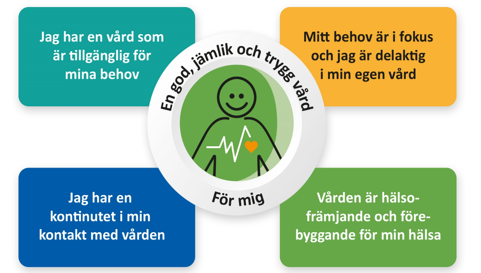 Jag har en vård som
är tillgänglig för
mina behov
Mitt behov är i fokus
och jag är delaktig
i min egen vård
En god, jämlik och trygg vård
För mig
Jag har en
kontinutet i min
kontakt med vården
Vården är hälso-
främjande och före-
byggande för min hälsa